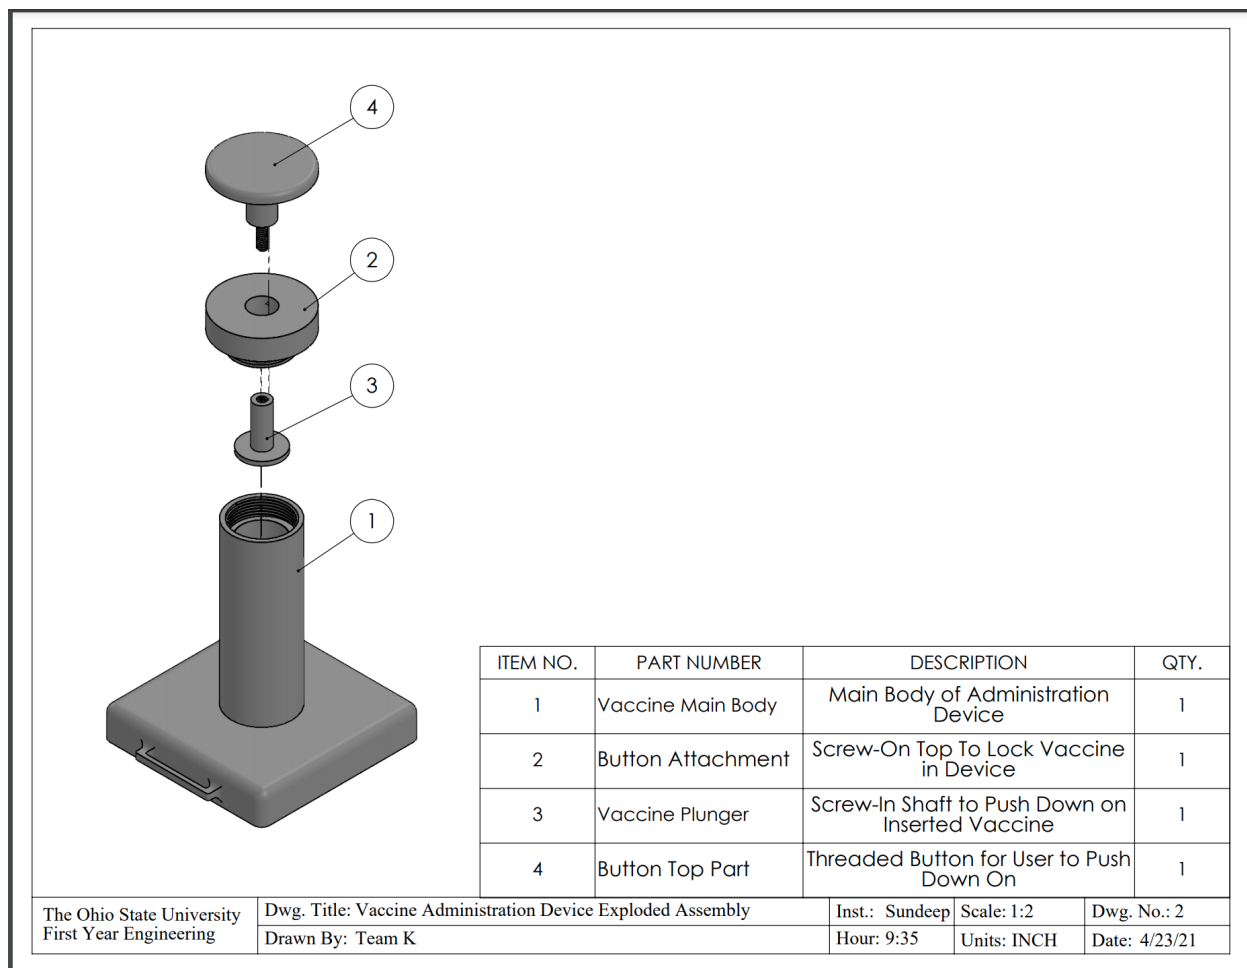 4
2
3
1
ITEM NO. PART NUMBER DESCRIPTION QTY.
1 Vaccine Main Body Main Body of Administration Device 1
2 Button Attachment Screw-On Top To Lock Vaccine in Device 1
3 Vaccine Plunger Screw-In Shaft to Push Down on Inserted Vaccine 1
4 Button Top Part Threaded Button for User to Push Down On 1
The Ohio State University
First Year Engineering
Dwg. Title: Vaccine Administration Device Exploded Assembly
Drawn By: Team K
Inst.: Sundeep
Hour: 9:35
Scale: 1:2
Units: INCH
Dwg. No.: 2
Date: 4/23/21